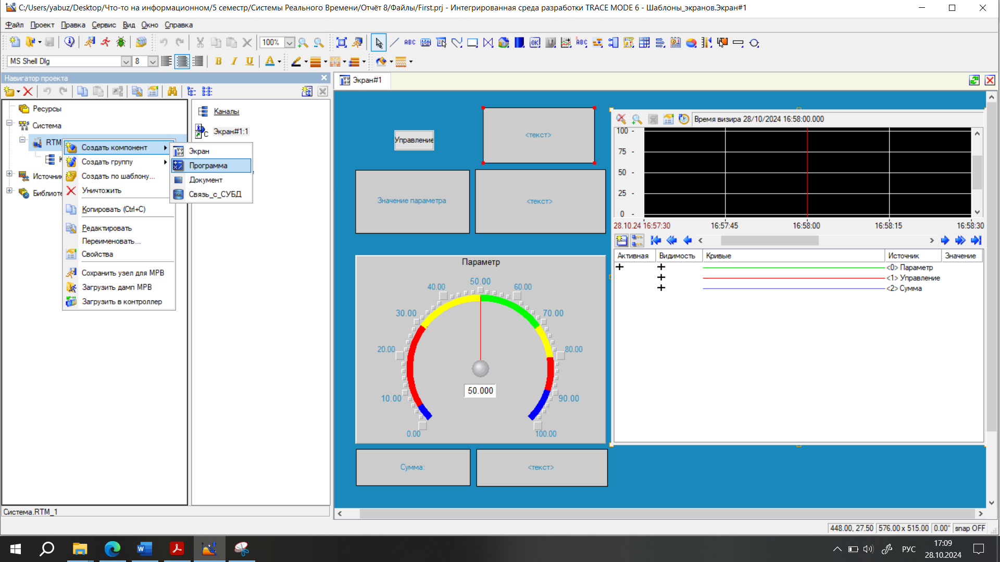 C:/Users/yabuz/Desktop/Что-то на информационном/5 семестр/Системы Реального Времени/Отчёт 8/Файлы/First.prj - Интегрированная среда разработки TRACE MODE 6 - Шаблоны_экранов.Экран#1
Файл Проект Правка Сервис Вид Окно Справка
100% ABC OK ABC
MS Shell Dlg 8 B I U A
Навигатор проекта
Экран#1
Ресурсы
Система
RTM_
Источник
Библиоте
Каналы
Экран#1:1
Создать компонент
Создать группу
Создать по шаблону...
Уничтожить
Копировать (Ctrl+C)
Редактировать
Переименовать...
Свойства
Сохранить узел для МРВ
Загрузить дамп МРВ
Загрузить в контроллер
Экран
Программа
Документ
Связь_с_СУБД
Управление
<текст>
Значение параметра
<текст>
Параметр
0.00
10.00
20.00
30.00
40.00
50.00
60.00
70.00
80.00
90.00
100.00
50.000
Сумма:
<текст>
Время визира 28/10/2024 16:58:00.000
100
75
50
25
0
28.10.24 16:57:30 16:57:45 16:58:00 16:58:15 16:58:30
Активная Видимость Кривые Источник Значение
<0> Параметр
<1> Управление
<2> Сумма
Система.RTM_1
448.00, 27.50 576.00 x 515.00 0.00° snap OFF
РУС
17:09
28.10.2024